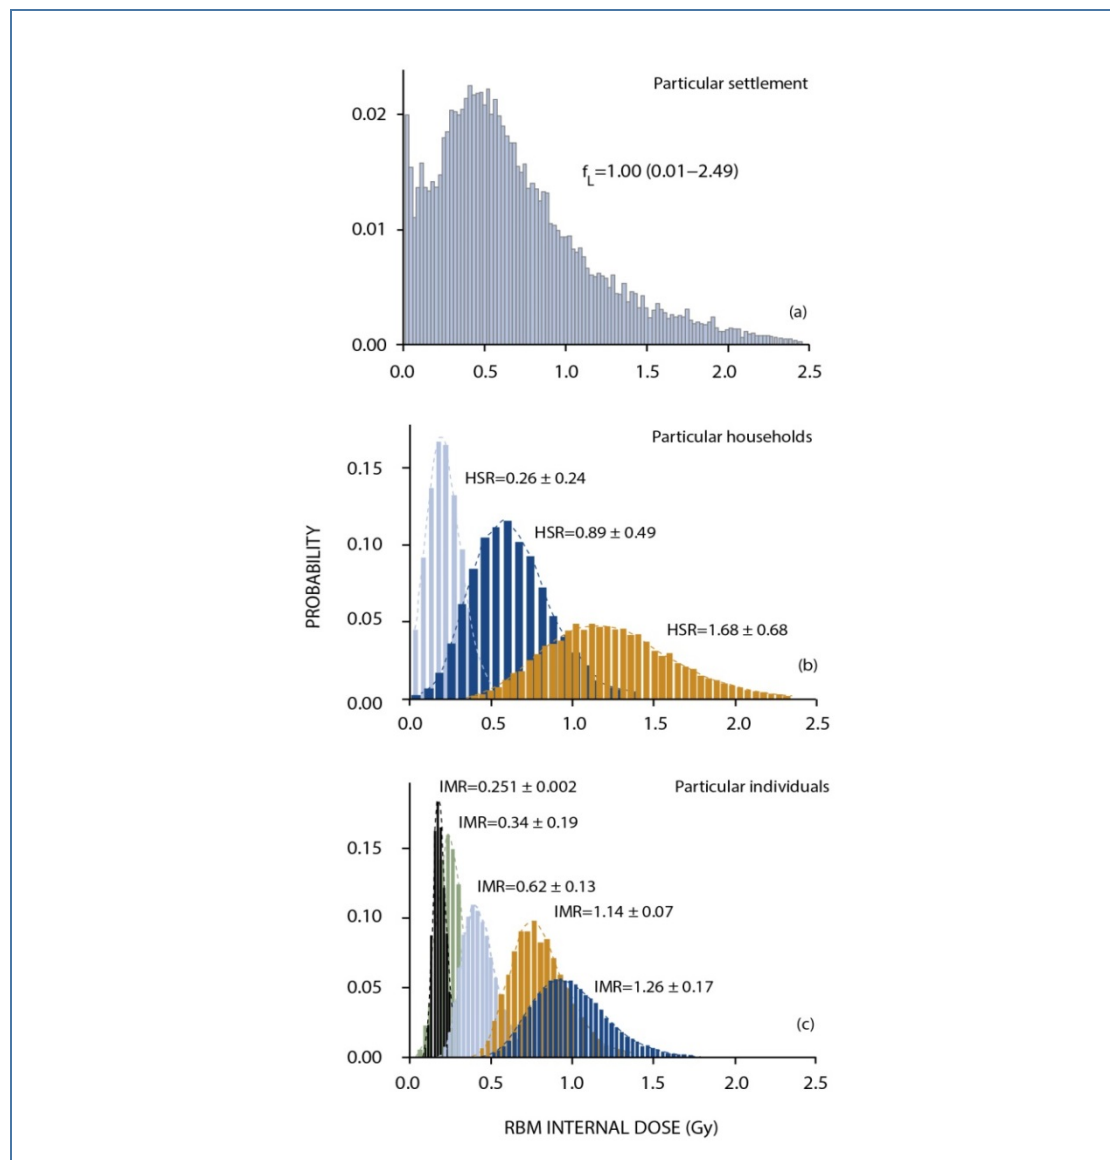 Particular settlement
0.02
f_L=1.00 (0.01–2.49)
0.01
(a)
0.00
0.0 0.5 1.0 1.5 2.0 2.5
Particular households
0.15
HSR=0.26 ± 0.24
HSR=0.89 ± 0.49
0.10
PROBABILITY
0.05
HSR=1.68 ± 0.68
(b)
0.00
0.0 0.5 1.0 1.5 2.0 2.5
IMR=0.251 ± 0.002
Particular individuals
IMR=0.34 ± 0.19
0.15
IMR=0.62 ± 0.13
IMR=1.14 ± 0.07
0.10
IMR=1.26 ± 0.17
0.05
(c)
0.00
0.0 0.5 1.0 1.5 2.0 2.5
RBM INTERNAL DOSE (Gy)